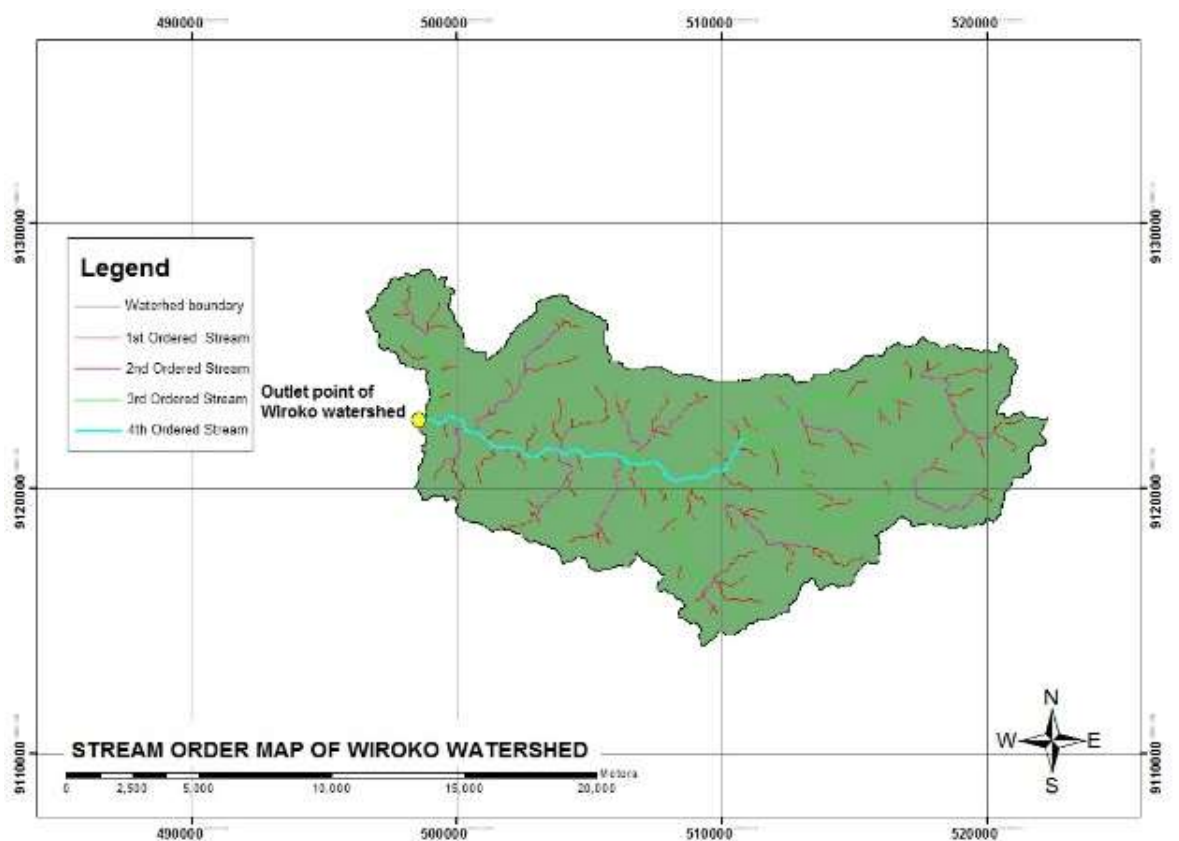 490000 500000 510000 520000
9130000 9130000
Legend
Waterhed boundary
1st Ordered Stream
2nd Ordered Stream
3rd Ordered Stream
4th Ordered Stream
Outlet point of
Wiroko watershed
9120000 9120000
N
W E
S
STREAM ORDER MAP OF WIROKO WATERSHED
Meters
0 2,500 5,000 10,000 15,000 20,000
9110000 9110000
490000 500000 510000 520000